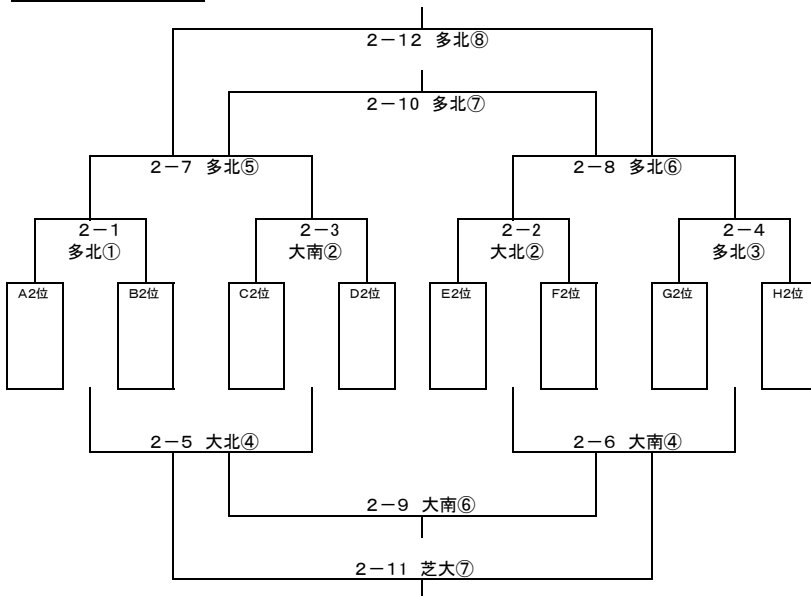 2－12 多北⑧
2－10 多北⑦
2－7 多北⑤
2－8 多北⑥
2－1
多北①
2－3
大南②
2－2
大北②
2－4
多北③
A2位
B2位
C2位
D2位
E2位
F2位
G2位
H2位
2－5 大北④
2－6 大南④
2－9 大南⑥
2－11 芝大⑦